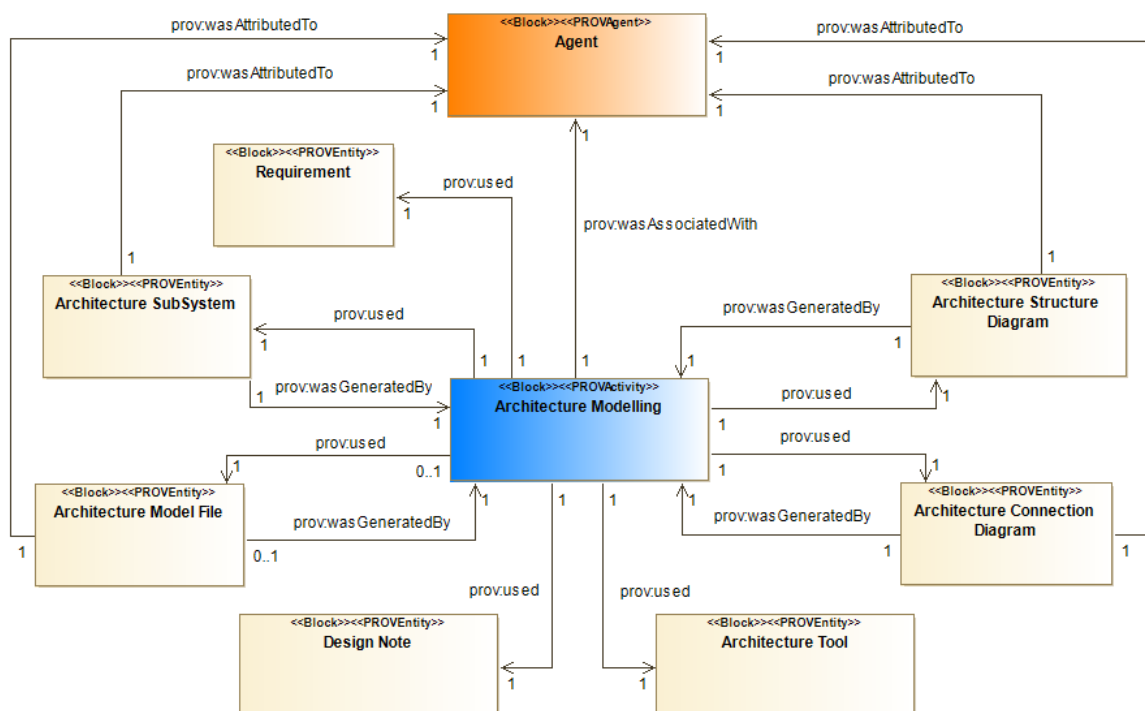 prov:wasAttributedTo
<<Block>><<PROVAgent>>
Agent
prov:wasAttributedTo
1
1
prov:wasAttributedTo
prov:wasAttributedTo
1
1
1
<<Block>><<PROVEntity>>
Requirement
prov:used
1
prov:wasAssociatedWith
1
1
<<Block>><<PROVEntity>>
Architecture SubSystem
<<Block>><<PROVEntity>>
Architecture Structure
Diagram
prov:used
1
prov:wasGeneratedBy
1
1
1
1
1
1
prov:wasGeneratedBy
1
1
<<Block>><<PROVActivity>>
Architecture Modelling
prov:used
1
1
prov:used
1
0..1
prov:used
1
1
<<Block>><<PROVEntity>>
Architecture Model File
<<Block>><<PROVEntity>>
Architecture Connection
Diagram
prov:wasGeneratedBy
1
1
0..1
1
1
1
prov:wasGeneratedBy
1
1
prov:used
prov:used
<<Block>><<PROVEntity>>
Design Note
1
<<Block>><<PROVEntity>>
Architecture Tool
1